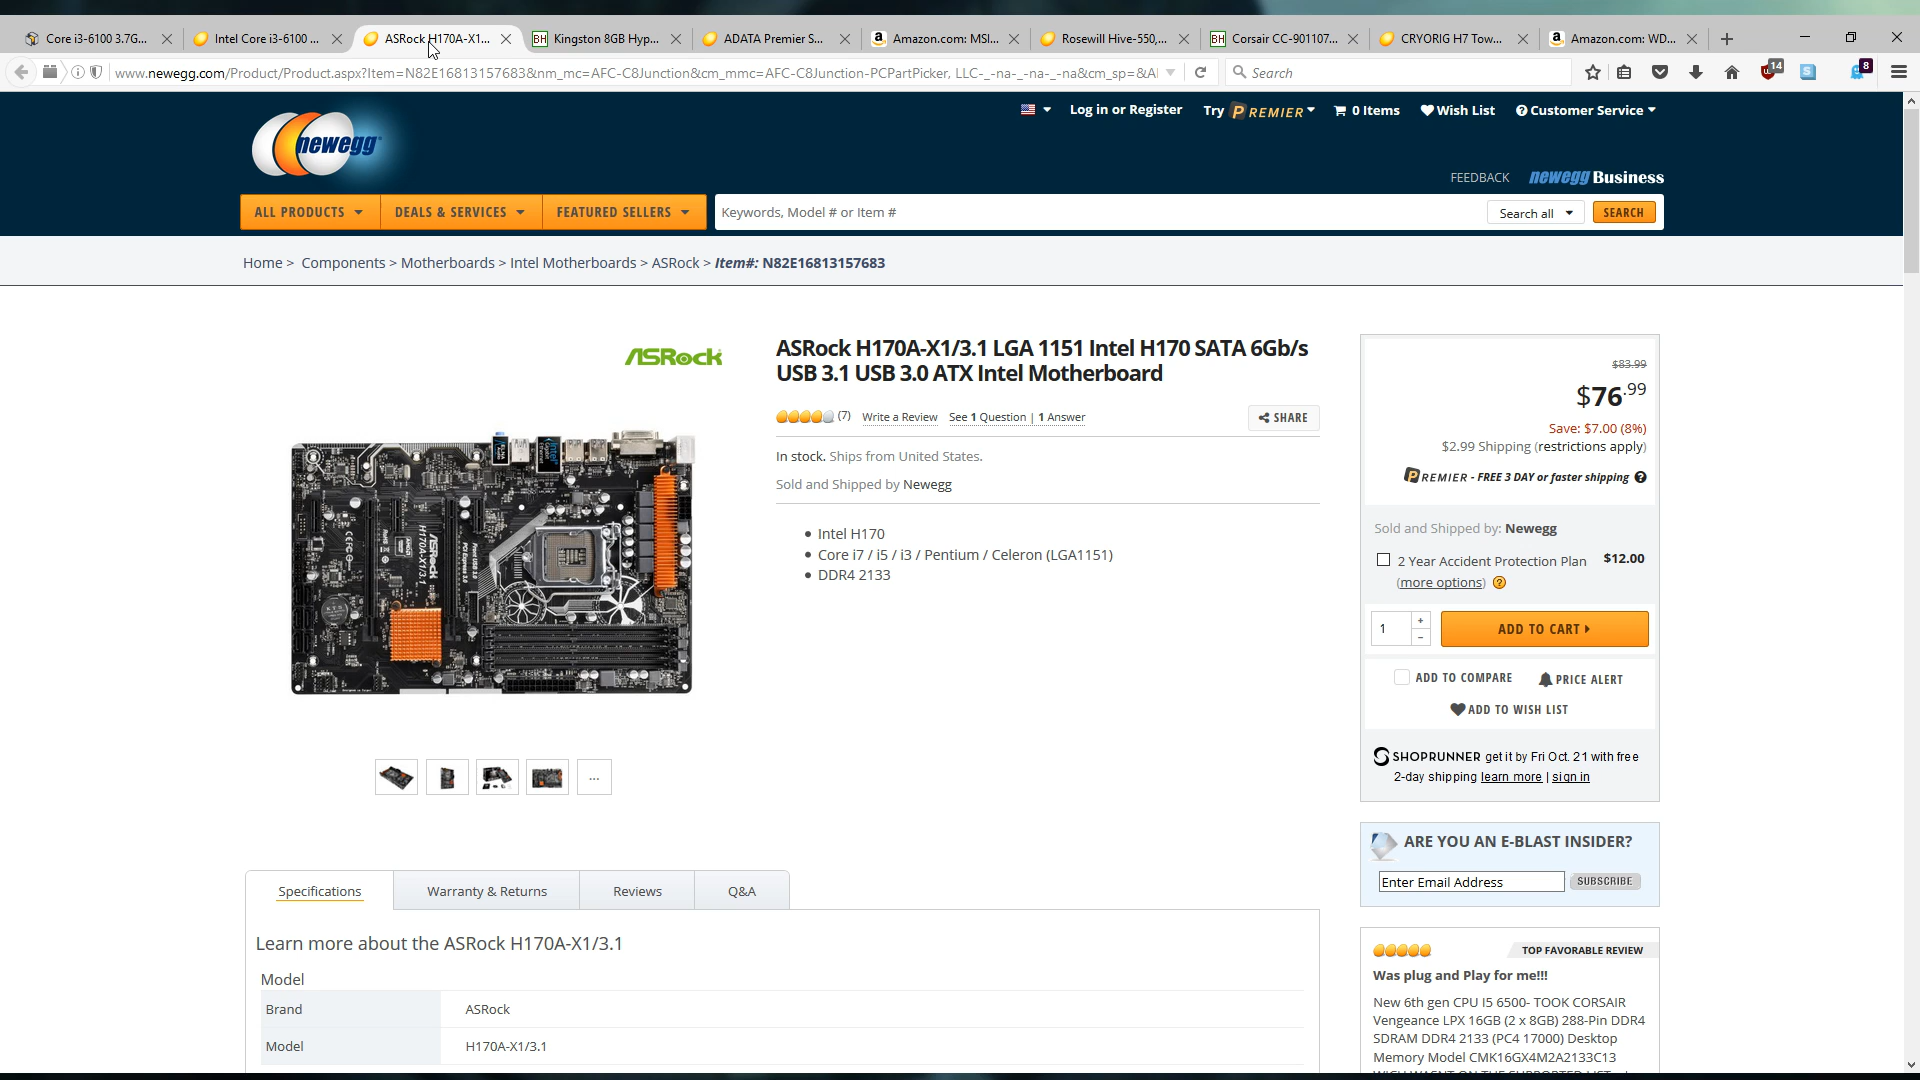 Core i3-6100 3.7G...
Intel Core i3-6100 ...
ASRock H170A-X1...
BH Kingston 8GB Hyp...
ADATA Premier S...
Amazon.com: MSI...
Rosewill Hive-550,...
BH Corsair CC-901107...
CRYORIG H7 Tow...
Amazon.com: WD...
www.newegg.com/Product/Product.aspx?Item=N82E16813157683&nm_mc=AFC-C8Junction&cm_mmc=AFC-C8Junction-PCPartPicker, LLC-_-na-_-na-_-na&cm_sp=&AI
Search
14
8
newegg
Log in or Register
Try PREMIER
0 Items
Wish List
Customer Service
FEEDBACK
newegg Business
ALL PRODUCTS
DEALS & SERVICES
FEATURED SELLERS
Keywords, Model # or Item #
Search all
SEARCH
Home > Components > Motherboards > Intel Motherboards > ASRock > Item#: N82E16813157683
ASRock
ASRock H170A-X1/3.1 LGA 1151 Intel H170 SATA 6Gb/s
USB 3.1 USB 3.0 ATX Intel Motherboard
(7) Write a Review See 1 Question | 1 Answer
SHARE
In stock. Ships from United States.
Sold and Shipped by Newegg
Intel H170
Core i7 / i5 / i3 / Pentium / Celeron (LGA1151)
DDR4 2133
$83.99
$76.99
Save: $7.00 (8%)
$2.99 Shipping (restrictions apply)
PREMIER - FREE 3 DAY or faster shipping
Sold and Shipped by: Newegg
2 Year Accident Protection Plan $12.00
(more options)
1
ADD TO CART
ADD TO COMPARE
PRICE ALERT
ADD TO WISH LIST
SHOPRUNNER get it by Fri Oct. 21 with free
2-day shipping learn more | sign in
ARE YOU AN E-BLAST INSIDER?
Enter Email Address
SUBSCRIBE
TOP FAVORABLE REVIEW
Was plug and Play for me!!!
New 6th gen CPU I5 6500- TOOK CORSAIR
Vengeance LPX 16GB (2 x 8GB) 288-Pin DDR4
SDRAM DDR4 2133 (PC4 17000) Desktop
Memory Model CMK16GX4M2A2133C13
ASRock
H170A-X1/3.1
...
Specifications
Warranty & Returns
Reviews
Q&A
Learn more about the ASRock H170A-X1/3.1
Model
Brand ASRock
Model H170A-X1/3.1